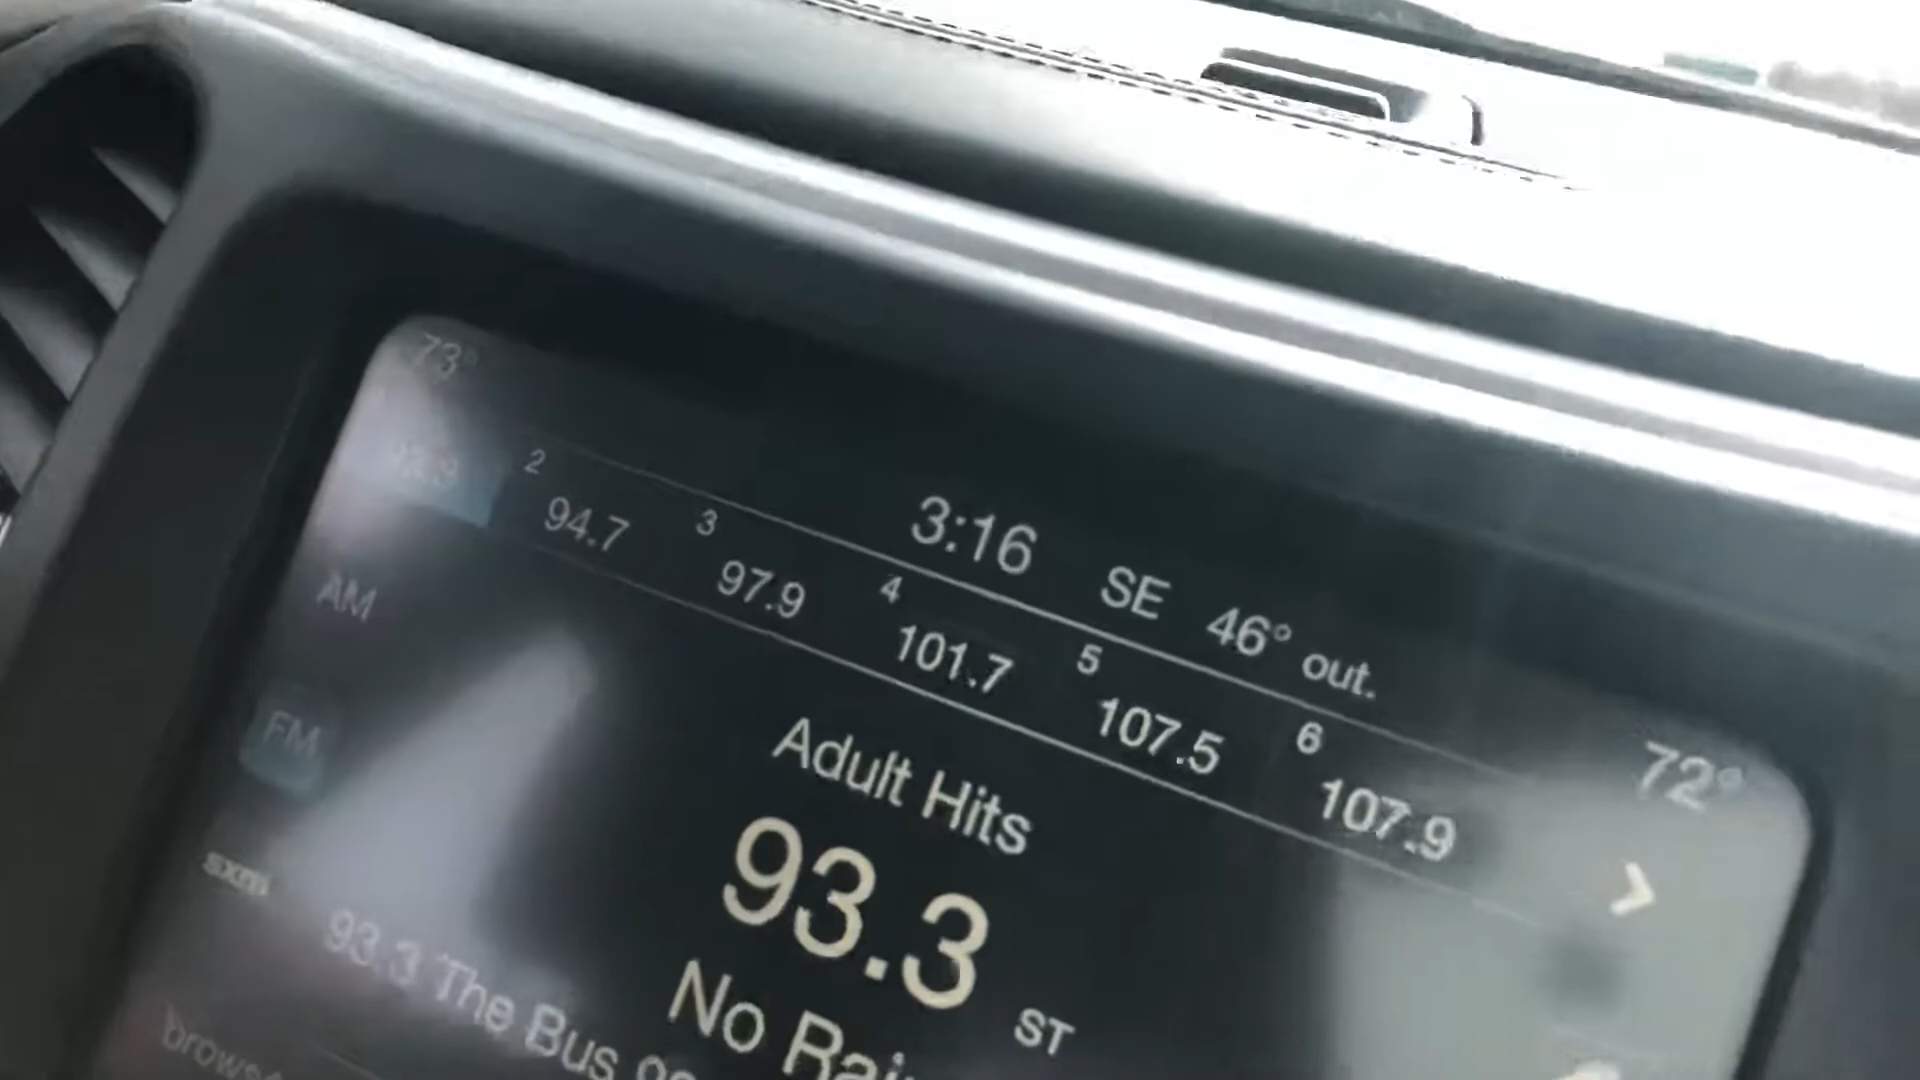 73°
3:16 SE 46° out.
72°
2 94.7
3 97.9
4 101.7
5 107.5
6 107.9
AM
FM
sxm
Adult Hits
93.3 ST
No
93.3 The Bus